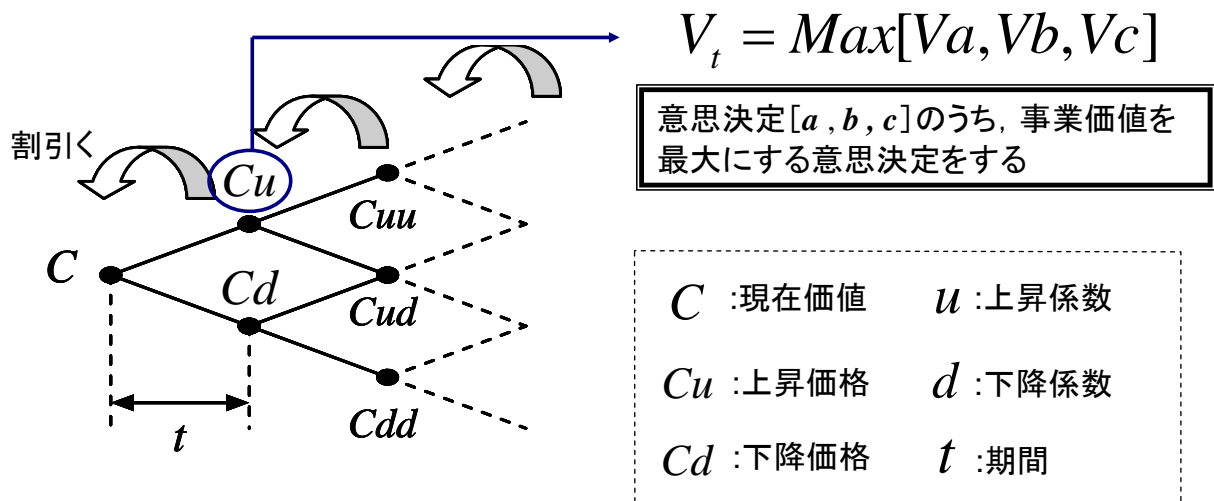 V_t = Max[Va,Vb,Vc]
意思決定[a , b , c]のうち, 事業価値を
最大にする意思決定をする
割引く
Cu
Cuu
C
Cd
Cud
Cdd
t
C :現在価値 u :上昇係数
Cu :上昇価格 d :下降係数
Cd :下降価格 t :期間